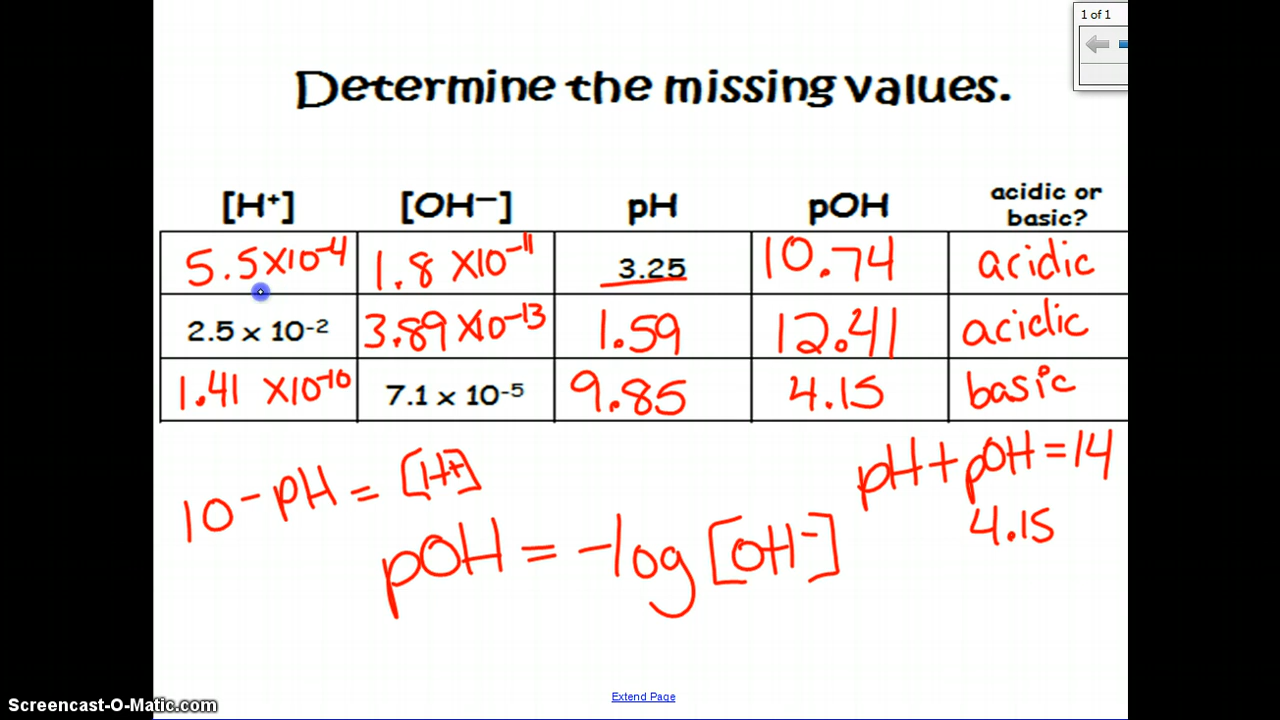 1 of 1
Determine the missing values.
[H⁺] [OH⁻] pH pOH acidic or basic?
5.5 x10⁻⁴ 1.8 x10⁻¹¹ 3.25 10.74 acidic
2.5 x 10⁻² 3.89 x10⁻¹³ 1.59 12.41 acidic
1.41 x10⁻¹⁰ 7.1 x 10⁻⁵ 9.85 4.15 basic
10⁻ᵖᴴ = [H+]
pH + pOH = 14
4.15
pOH = -log [OH⁻]
Extend Page
Screencast-O-Matic.com